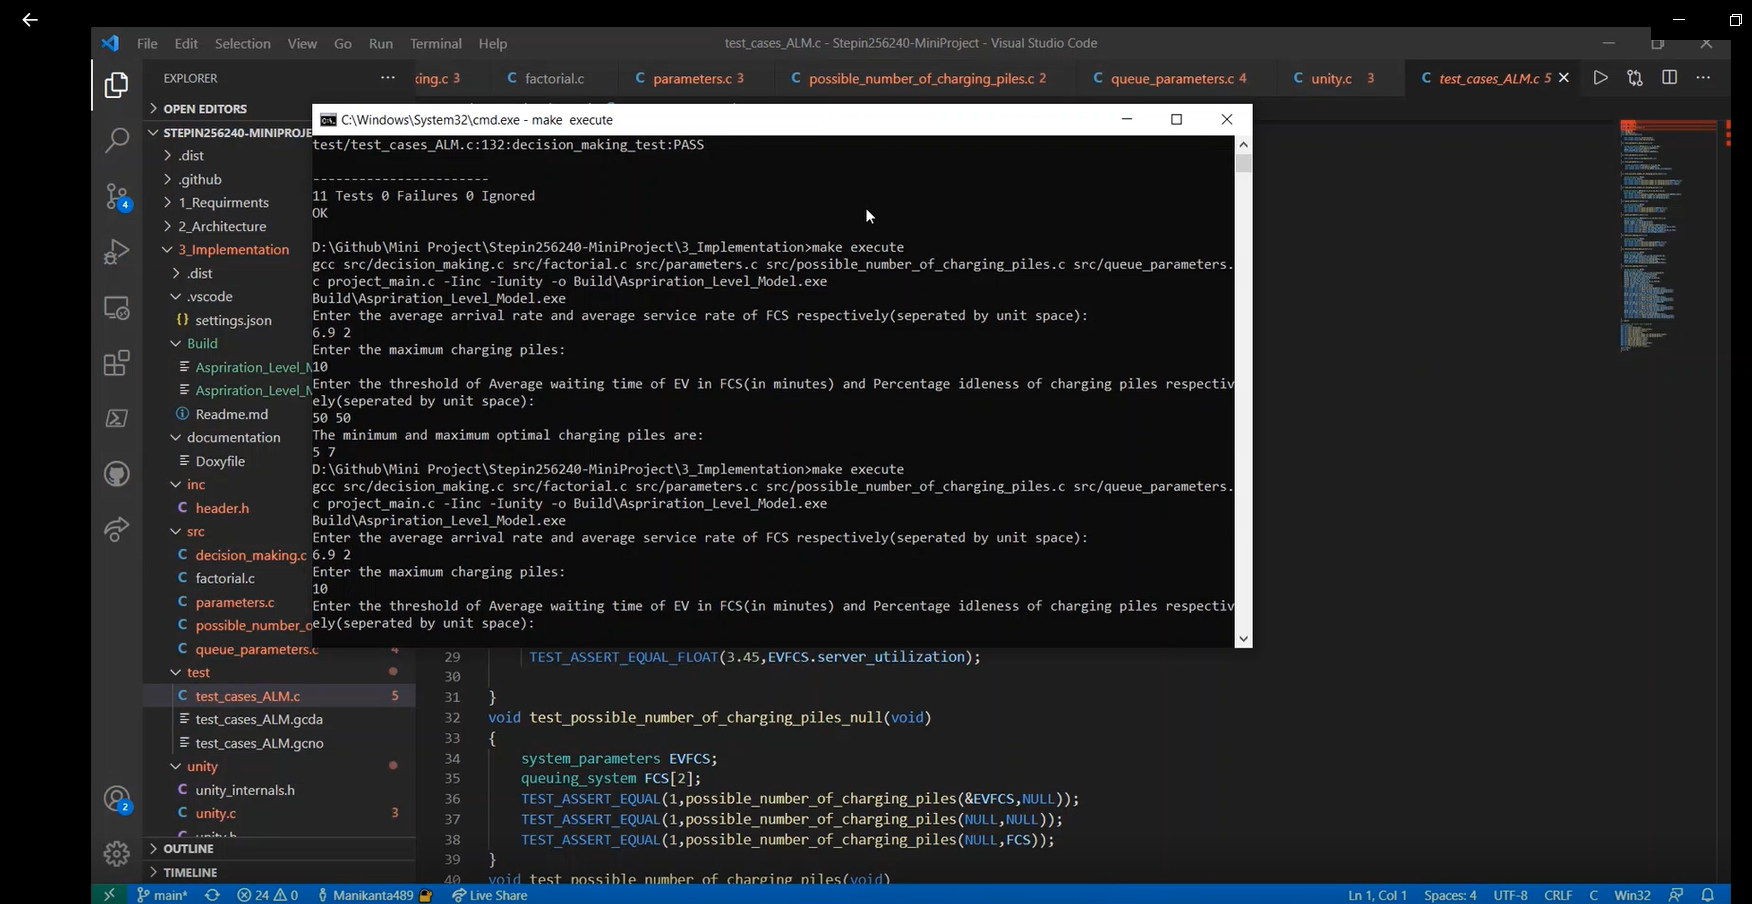 File Edit Selection View Go Run Terminal Help
test_cases_ALM.c - Stepin256240-MiniProject - Visual Studio Code
EXPLORER
king.c 3
C factorial.c
C parameters.c 3
C possible_number_of_charging_piles.c 2
C queue_parameters.c 4
C unity.c 3
C test_cases_ALM.c 5
OPEN EDITORS
STEPIN256240-MINIPROJE
.dist
.github
1_Requirments
2_Architecture
3_Implementation
.dist
.vscode
{} settings.json
Build
Aspriration_Level_M
Aspriration_Level_M
Readme.md
documentation
Doxyfile
inc
C header.h
src
C decision_making.c
C factorial.c
C parameters.c
C possible_number_o
C queue_parameters.c 4
test
C test_cases_ALM.c 5
test_cases_ALM.gcda
test_cases_ALM.gcno
unity
C unity_internals.h
C unity.c 3
C unity.h
OUTLINE
TIMELINE
4
2
C:\Windows\System32\cmd.exe - make execute
test/test_cases_ALM.c:132:decision_making_test:PASS
-----------------------
11 Tests 0 Failures 0 Ignored
OK
D:\Github\Mini Project\Stepin256240-MiniProject\3_Implementation>make execute
gcc src/decision_making.c src/factorial.c src/parameters.c src/possible_number_of_charging_piles.c src/queue_parameters.
c project_main.c -Iinc -Iunity -o Build\Aspriration_Level_Model.exe
Build\Aspriration_Level_Model.exe
Enter the average arrival rate and average service rate of FCS respectively(seperated by unit space):
6.9 2
Enter the maximum charging piles:
10
Enter the threshold of Average waiting time of EV in FCS(in minutes) and Percentage idleness of charging piles respectiv
ely(seperated by unit space):
50 50
The minimum and maximum optimal charging piles are:
5 7
D:\Github\Mini Project\Stepin256240-MiniProject\3_Implementation>make execute
gcc src/decision_making.c src/factorial.c src/parameters.c src/possible_number_of_charging_piles.c src/queue_parameters.
c project_main.c -Iinc -Iunity -o Build\Aspriration_Level_Model.exe
Build\Aspriration_Level_Model.exe
Enter the average arrival rate and average service rate of FCS respectively(seperated by unit space):
6.9 2
Enter the maximum charging piles:
10
Enter the threshold of Average waiting time of EV in FCS(in minutes) and Percentage idleness of charging piles respectiv
ely(seperated by unit space):
29 TEST_ASSERT_EQUAL_FLOAT(3.45,EVFCS.server_utilization);
30
31 }
32 void test_possible_number_of_charging_piles_null(void)
33 {
34 system_parameters EVFCS;
35 queuing_system FCS[2];
36 TEST_ASSERT_EQUAL(1,possible_number_of_charging_piles(&EVFCS,NULL));
37 TEST_ASSERT_EQUAL(1,possible_number_of_charging_piles(NULL,NULL));
38 TEST_ASSERT_EQUAL(1,possible_number_of_charging_piles(NULL,FCS));
39 }
40 void test_possible_number_of_charging_piles(void)
main* 24 0 Manikanta489 Live Share
Ln 1, Col 1 Spaces: 4 UTF-8 CRLF C Win32